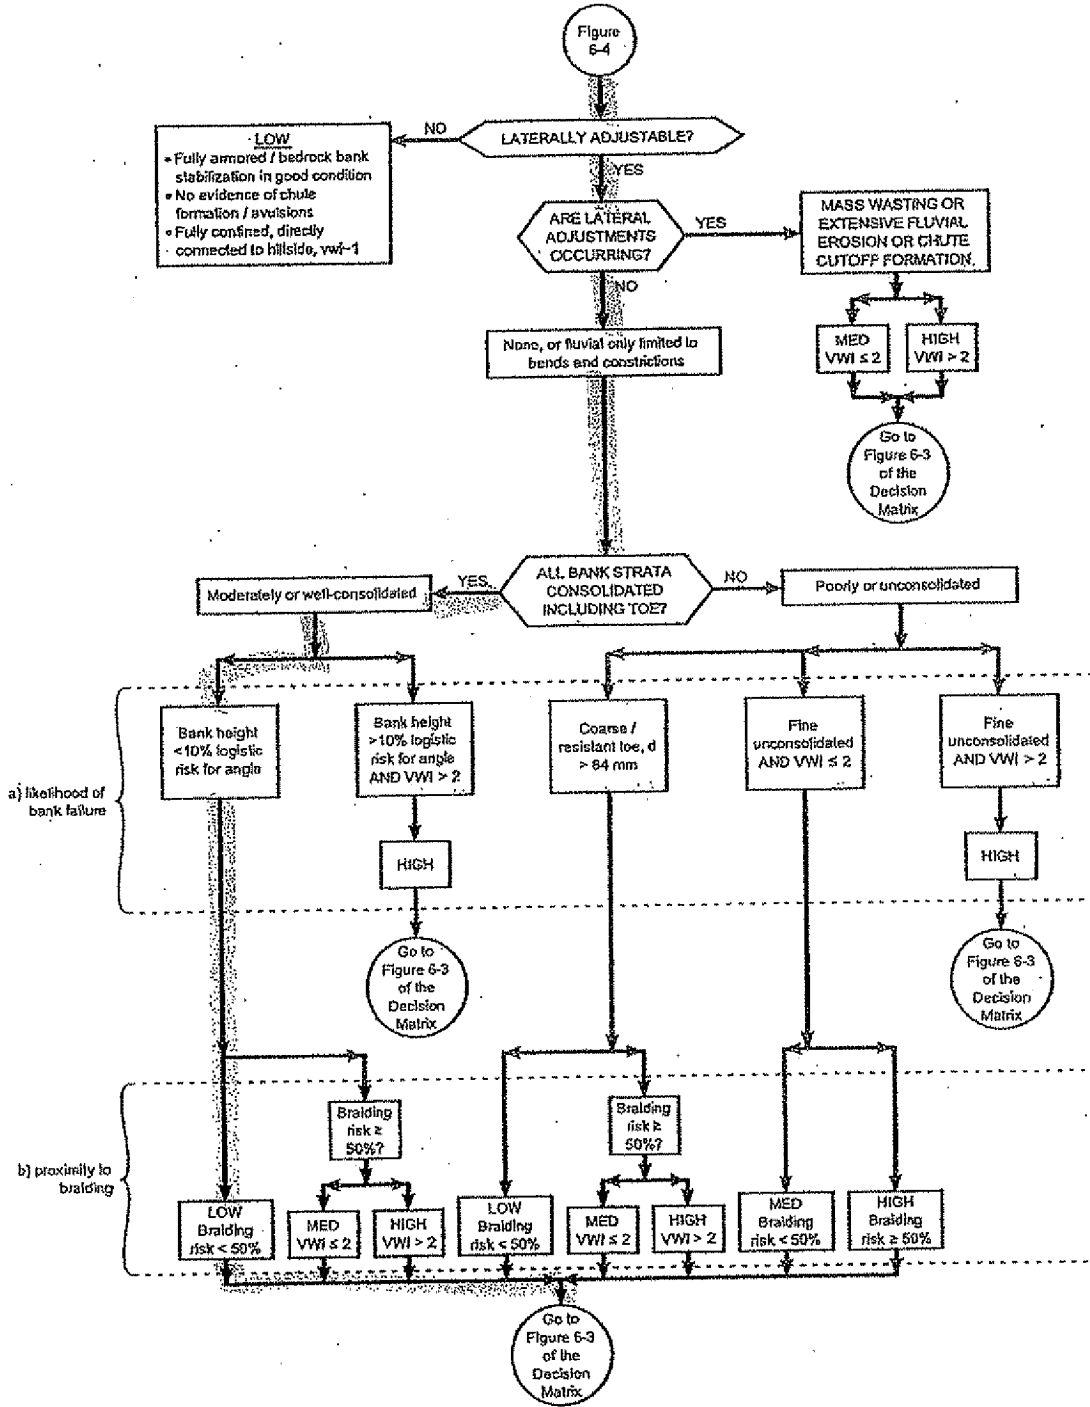 Figure
6-4
LATERALLY ADJUSTABLE?
NO
YES
LOW
• Fully armored / bedrock bank
stabilization in good condition
• No evidence of chute
formation / avulsions
• Fully confined, directly
connected to hillside, vwi~1
ARE LATERAL
ADJUSTMENTS
OCCURRING?
YES
NO
MASS WASTING OR
EXTENSIVE FLUVIAL
EROSION OR CHUTE
CUTOFF FORMATION
MED
VWI ≤ 2
HIGH
VWI > 2
Go to
Figure 6-3
of the
Decision
Matrix
None, or fluvial only limited to
bends and constrictions
ALL BANK STRATA
CONSOLIDATED
INCLUDING TOE?
YES
NO
Moderately or well-consolidated
Poorly or unconsolidated
a) likelihood of
bank failure
Bank height
<10% logistic
risk for angle
Bank height
>10% logistic
risk for angle
AND VWI > 2
Coarse /
resistant toe, d
> 64 mm
Fine
unconsolidated
AND VWI ≤ 2
Fine
unconsolidated
AND VWI > 2
HIGH
HIGH
Go to
Figure 6-3
of the
Decision
Matrix
Go to
Figure 6-3
of the
Decision
Matrix
b) proximity to
braiding
Braiding
risk ≥
50%?
Braiding
risk ≥
50%?
LOW
Braiding
risk < 50%
MED
VWI ≤ 2
HIGH
VWI > 2
LOW
Braiding
risk < 50%
MED
VWI ≤ 2
HIGH
VWI > 2
MED
Braiding
risk < 50%
HIGH
Braiding
risk ≥ 50%
Go to
Figure 6-3
of the
Decision
Matrix